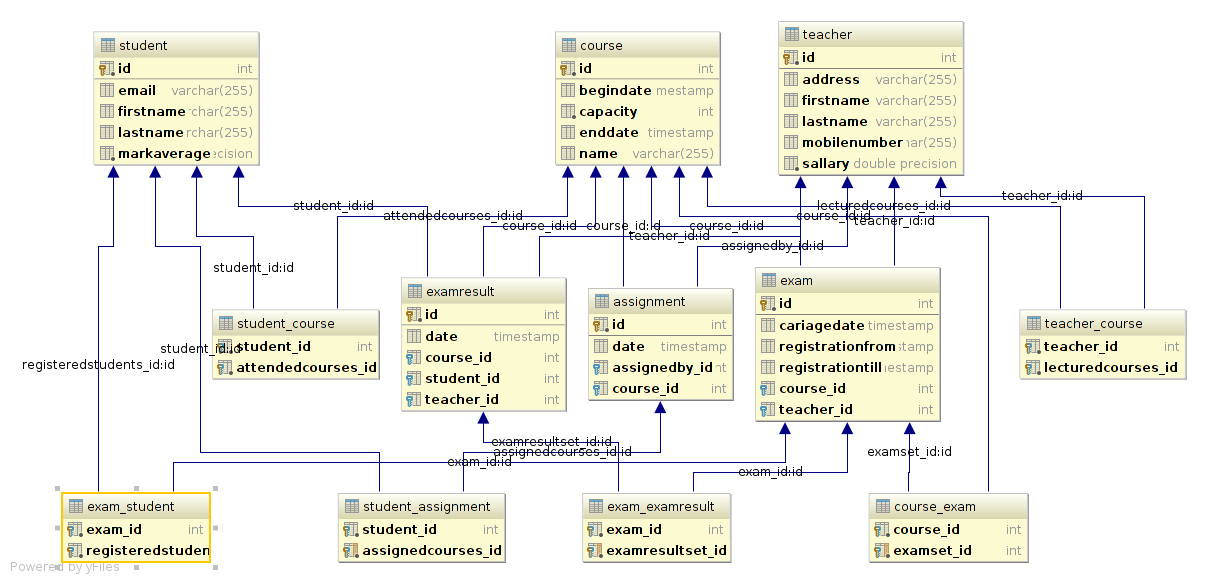 student
id int
email varchar(255)
firstname rchar(255)
lastname rchar(255)
markaverage cision
course
id int
begindate mestamp
capacity int
enddate timestamp
name varchar(255)
teacher
id int
address varchar(255)
firstname varchar(255)
lastname varchar(255)
mobilenumber har(255)
sallary double precision
student_id:id
attendedcourses_id:id
course_id:id
course_id:id
teacher_id:id
course_id:id
lecturedcourses_id:id
course_id:id
teacher_id:id
teacher_id:id
assignedby_id:id
student_id:id
student_id:id
registeredstudents_id:id
student_course
student_id int
attendedcourses_id
examresult
id int
date timestamp
course_id int
student_id int
teacher_id int
assignment
id int
date timestamp
assignedby_id nt
course_id int
exam
id int
cariagedate timestamp
registrationfrom stamp
registrationtill mestamp
course_id int
teacher_id int
teacher_course
teacher_id int
lecturedcourses_id
examresultset_id:id
assignedcourses_id:id
exam_id:id
exam_id:id
examset_id:id
exam_student
exam_id int
registeredstuden
student_assignment
student_id int
assignedcourses_id
exam_examresult
exam_id int
examresultset_id
course_exam
course_id int
examset_id int
Powered by yFiles